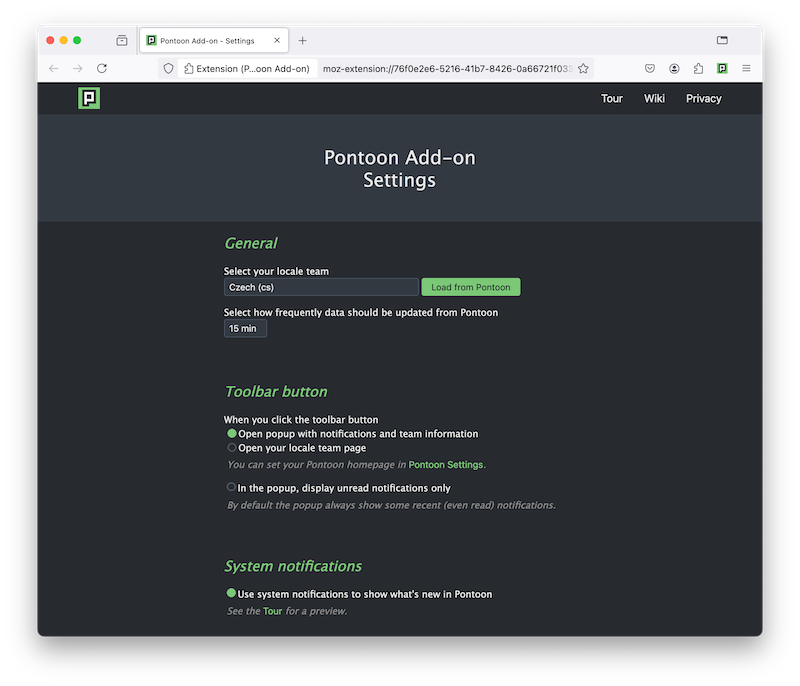 Pontoon Add-on - Settings
Extension (P...oon Add-on) moz-extension://76f0e2e6-5216-41b7-8426-0a66721f033
Tour Wiki Privacy
Pontoon Add-on
Settings
General
Select your locale team
Czech (cs) Load from Pontoon
Select how frequently data should be updated from Pontoon
15 min
Toolbar button
When you click the toolbar button
Open popup with notifications and team information
Open your locale team page
You can set your Pontoon homepage in Pontoon Settings.
In the popup, display unread notifications only
By default the popup always show some recent (even read) notifications.
System notifications
Use system notifications to show what's new in Pontoon
See the Tour for a preview.